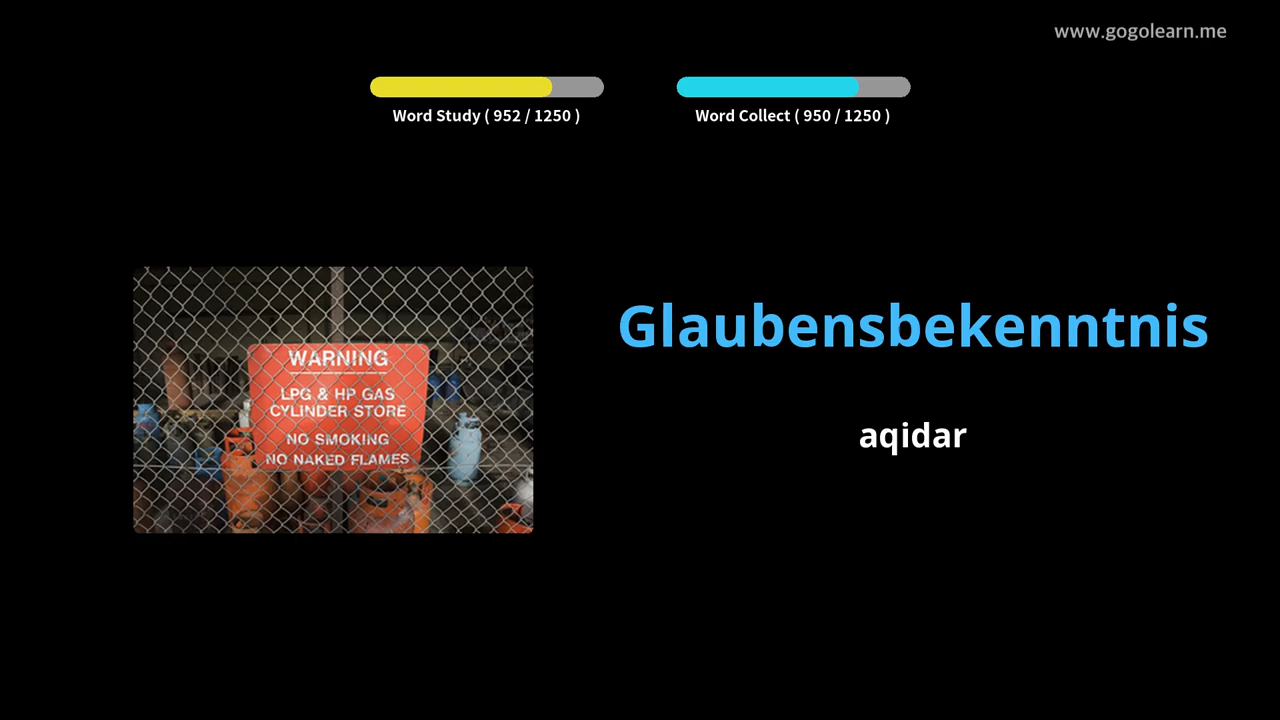 www.gogolearn.me
Word Study ( 952 / 1250 )
Word Collect ( 950 / 1250 )
Glaubensbekenntnis
aqidar
WARNING
LPG & HP GAS
CYLINDER STORE
NO SMOKING
NO NAKED FLAMES